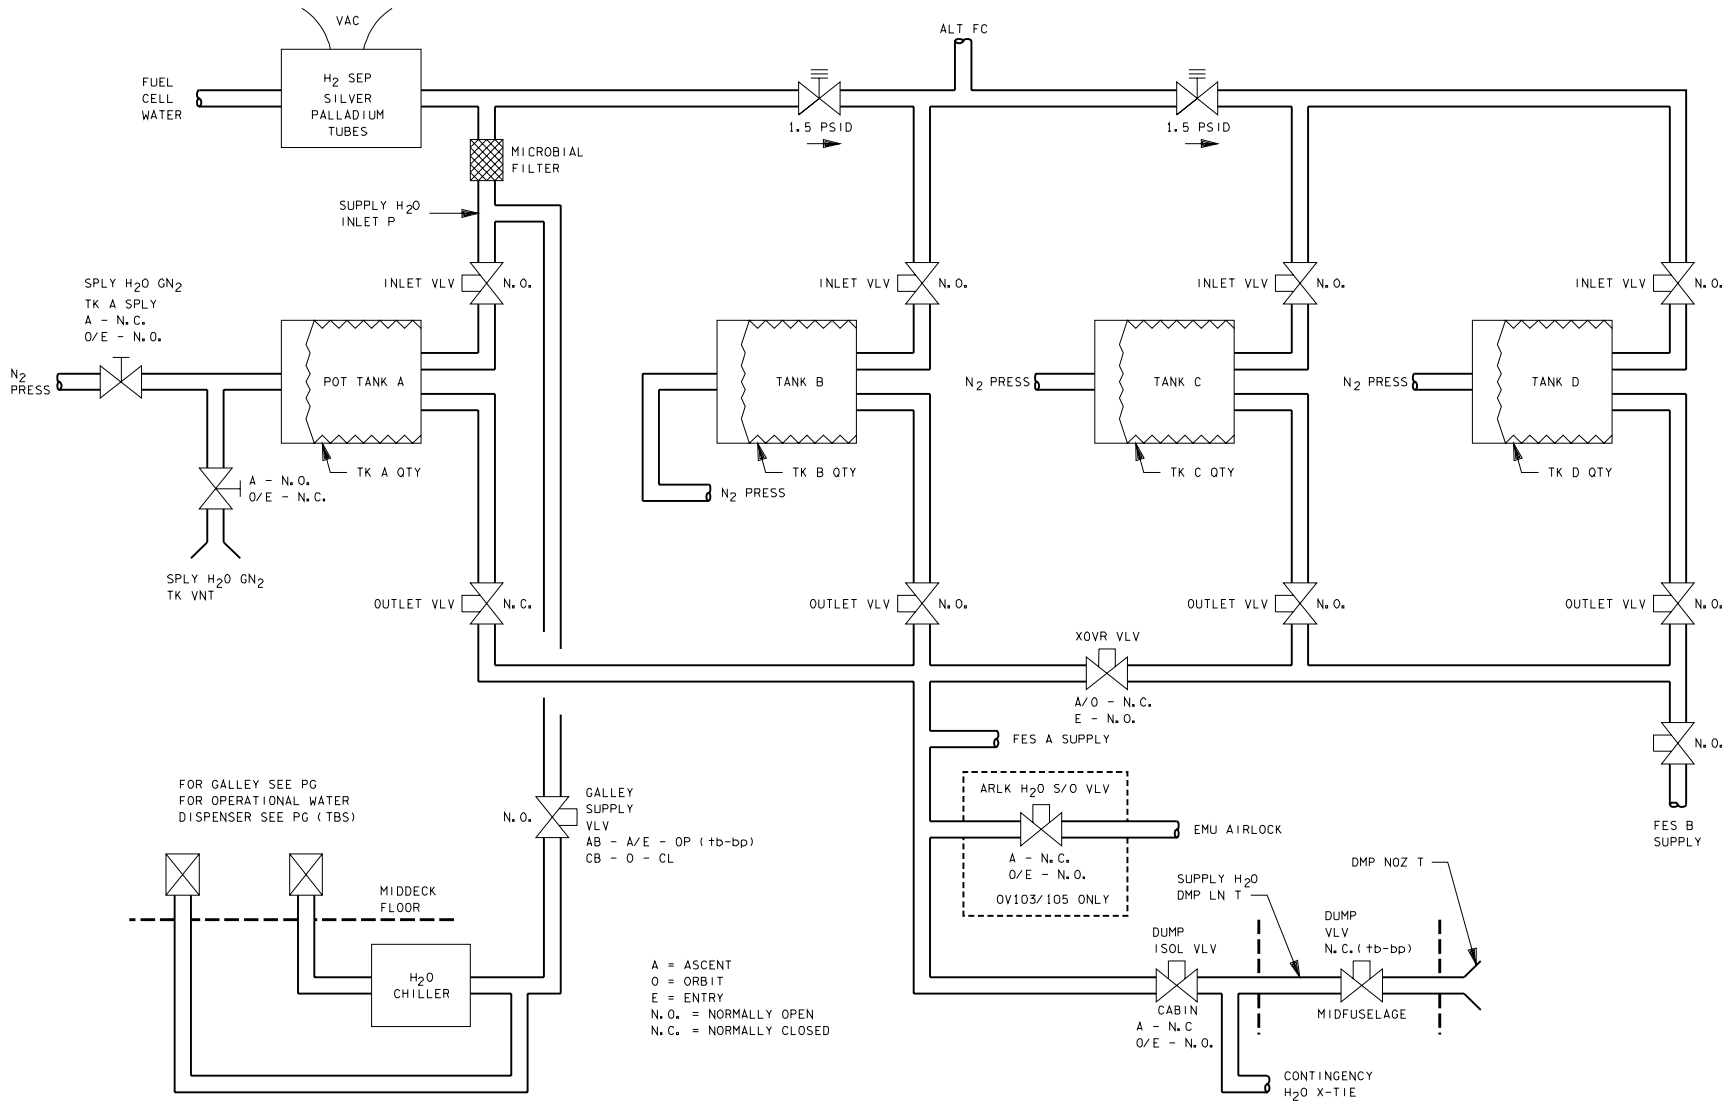 VAC
ALT FC
FUEL
CELL
WATER
H2 SEP
SILVER
PALLADIUM
TUBES
1.5 PSID
1.5 PSID
MICROBIAL
FILTER
SUPPLY H2O
INLET P
SPLY H2O GN2
TK A SPLY
A - N.C.
O/E - N.O.
INLET VLV
N.O.
INLET VLV
N.O.
INLET VLV
N.O.
INLET VLV
N.O.
N2
PRESS
POT TANK A
TANK B
N2 PRESS
TANK C
N2 PRESS
TANK D
TK A QTY
TK B QTY
TK C QTY
TK D QTY
A - N.O.
O/E - N.C.
N2 PRESS
SPLY H2O GN2
TK VNT
OUTLET VLV
N.C.
OUTLET VLV
N.O.
OUTLET VLV
N.O.
OUTLET VLV
N.O.
XOVR VLV
A/O - N.C.
E - N.O.
FES A SUPPLY
N.O.
FOR GALLEY SEE PG
FOR OPERATIONAL WATER
DISPENSER SEE PG (TBS)
N.O.
GALLEY
SUPPLY
VLV
AB - A/E - OP (tb-bp)
CB - O - CL
ARLK H2O S/O VLV
EMU AIRLOCK
A - N.C.
O/E - N.O.
OV103/105 ONLY
FES B
SUPPLY
DMP NOZ T
SUPPLY H2O
DMP LN T
MIDDECK
FLOOR
DUMP
ISOL VLV
DUMP
VLV
N.C.(tb-bp)
H2O
CHILLER
A = ASCENT
O = ORBIT
E = ENTRY
N.O. = NORMALLY OPEN
N.C. = NORMALLY CLOSED
CABIN
A - N.C
O/E - N.O.
MIDFUSELAGE
CONTINGENCY
H2O X-TIE